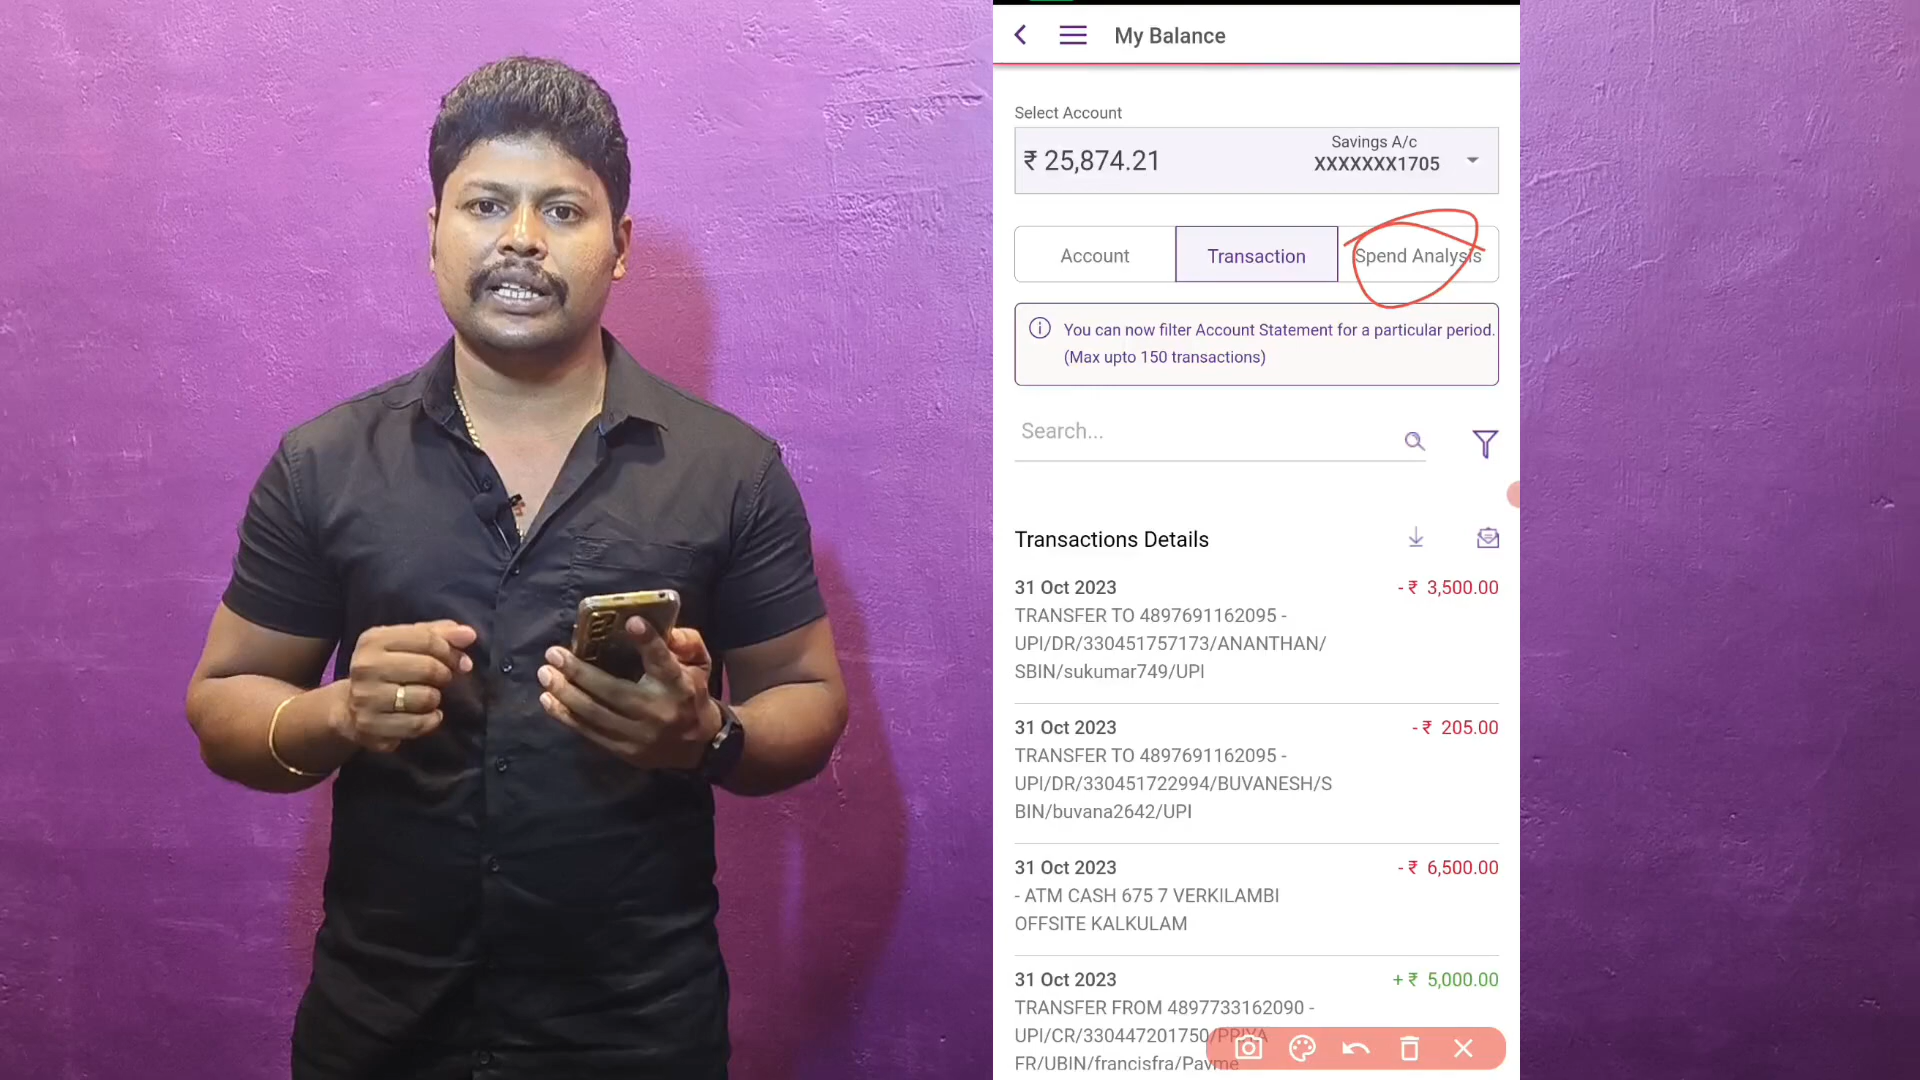 My Balance
Select Account
₹ 25,874.21
Savings A/c
XXXXXXX1705
Account
Transaction
Spend Analysis
You can now filter Account Statement for a particular period.
(Max upto 150 transactions)
Search...
Transactions Details
31 Oct 2023
- ₹ 3,500.00
TRANSFER TO 4897691162095 -
UPI/DR/330451757173/ANANTHAN/
SBIN/sukumar749/UPI
31 Oct 2023
- ₹ 205.00
TRANSFER TO 4897691162095 -
UPI/DR/330451722994/BUVANESH/S
BIN/buvana2642/UPI
31 Oct 2023
- ₹ 6,500.00
- ATM CASH 675 7 VERKILAMBI
OFFSITE KALKULAM
31 Oct 2023
+ ₹ 5,000.00
TRANSFER FROM 4897733162090 -
UPI/CR/330447201750/PRIYA
FR/UBIN/francisfra/Payme